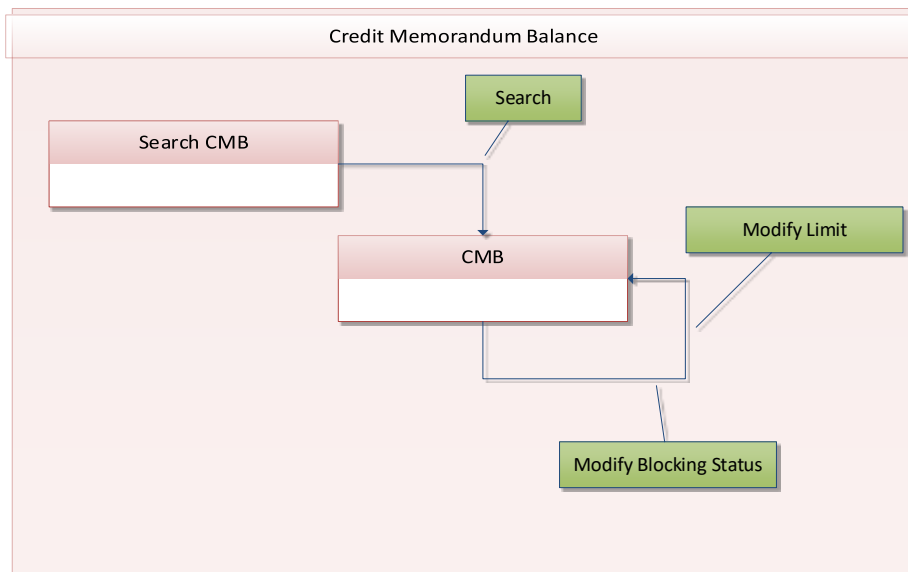 Credit Memorandum Balance
Search
Search CMB
Modify Limit
CMB
Modify Blocking Status